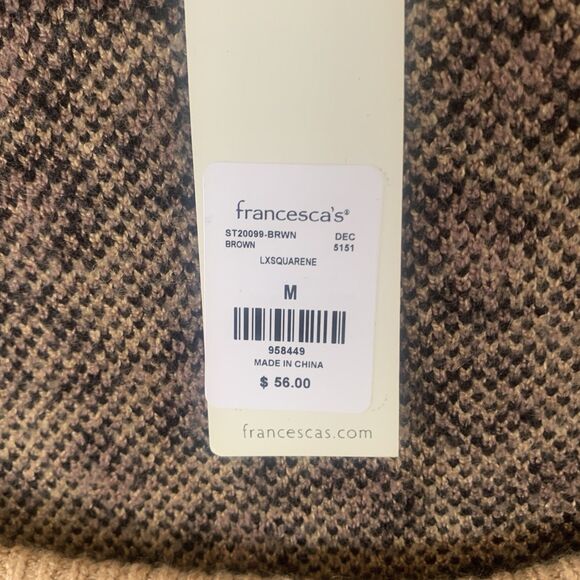 francesca's®
ST20099-BRWN DEC
BROWN 5151
LXSQUARENE
M
958449
MADE IN CHINA
$ 56.00
francescas.com